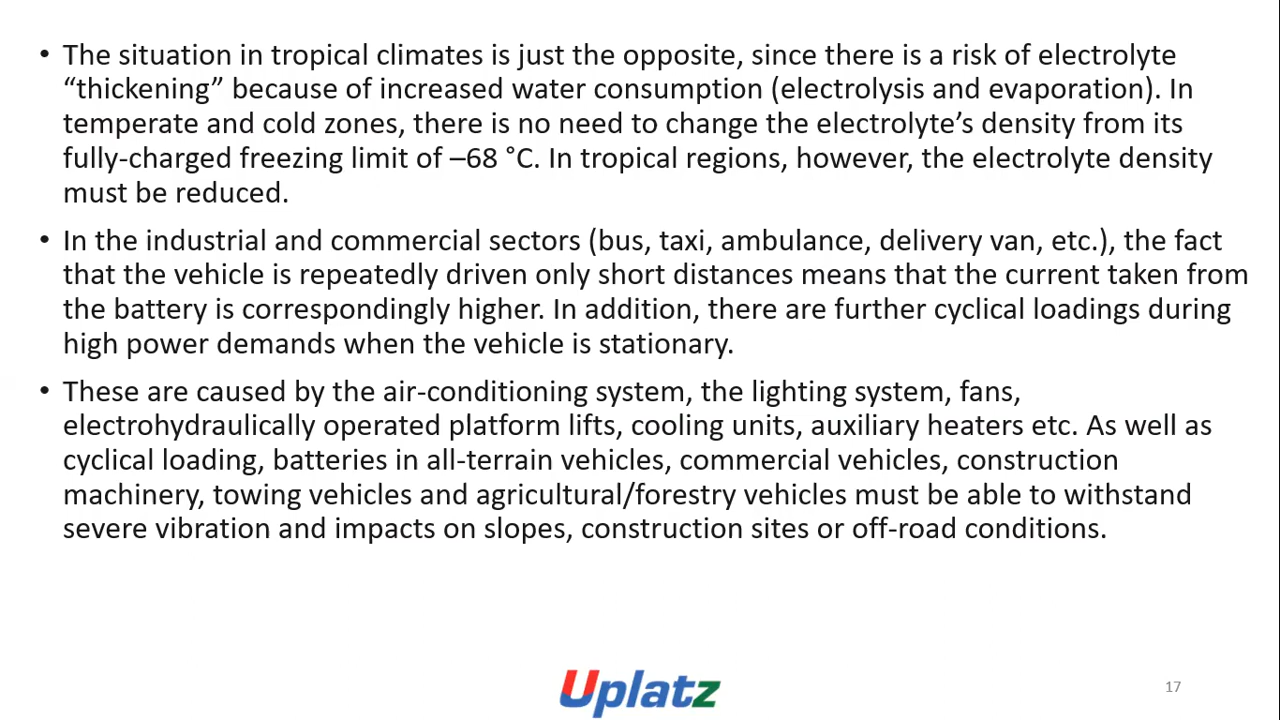 • The situation in tropical climates is just the opposite, since there is a risk of electrolyte
“thickening” because of increased water consumption (electrolysis and evaporation). In
temperate and cold zones, there is no need to change the electrolyte’s density from its
fully-charged freezing limit of –68 °C. In tropical regions, however, the electrolyte density
must be reduced.
• In the industrial and commercial sectors (bus, taxi, ambulance, delivery van, etc.), the fact
that the vehicle is repeatedly driven only short distances means that the current taken from
the battery is correspondingly higher. In addition, there are further cyclical loadings during
high power demands when the vehicle is stationary.
• These are caused by the air-conditioning system, the lighting system, fans,
electrohydraulically operated platform lifts, cooling units, auxiliary heaters etc. As well as
cyclical loading, batteries in all-terrain vehicles, commercial vehicles, construction
machinery, towing vehicles and agricultural/forestry vehicles must be able to withstand
severe vibration and impacts on slopes, construction sites or off-road conditions.
Uplatz
17